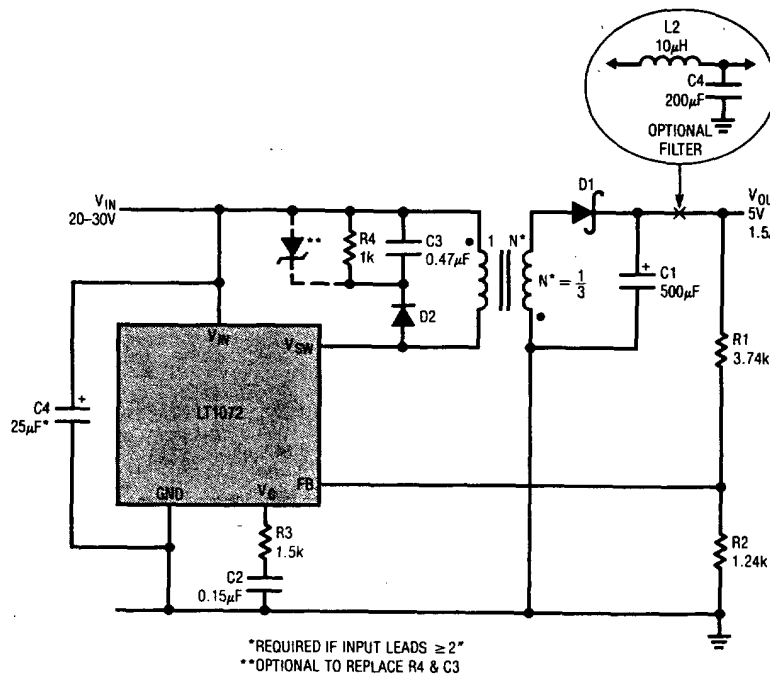 L2
10µH
C4
200µF
OPTIONAL
FILTER
V_IN
20–30V
**
R4
1k
C3
0.47µF
D2
1
N*
N* = 1/3
D1
+
C1
500µF
5V
V_IN
V_SW
LT1072
GND
FB
C4
+
25µF*
R3
1.5k
C2
0.15µF
R1
3.74k
R2
1.24k
*REQUIRED IF INPUT LEADS ≥ 2"
**OPTIONAL TO REPLACE R4 & C3